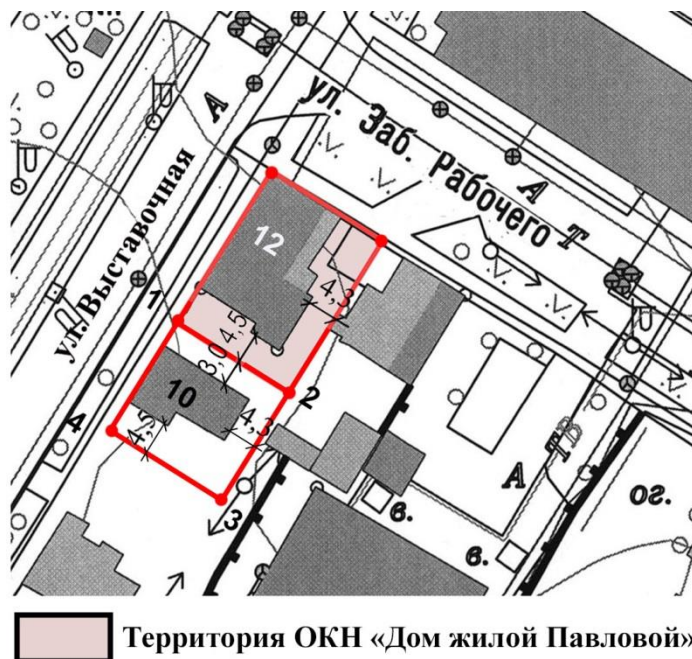 ул. Заб. Рабочего
А
А
Т
ул. Выставочная
12
4,3
1
4,5
3,0
2
10
4
4,5
4,3
3
А
ТВ
ог.
в.
в.
Территория ОКН «Дом жилой Павловой»